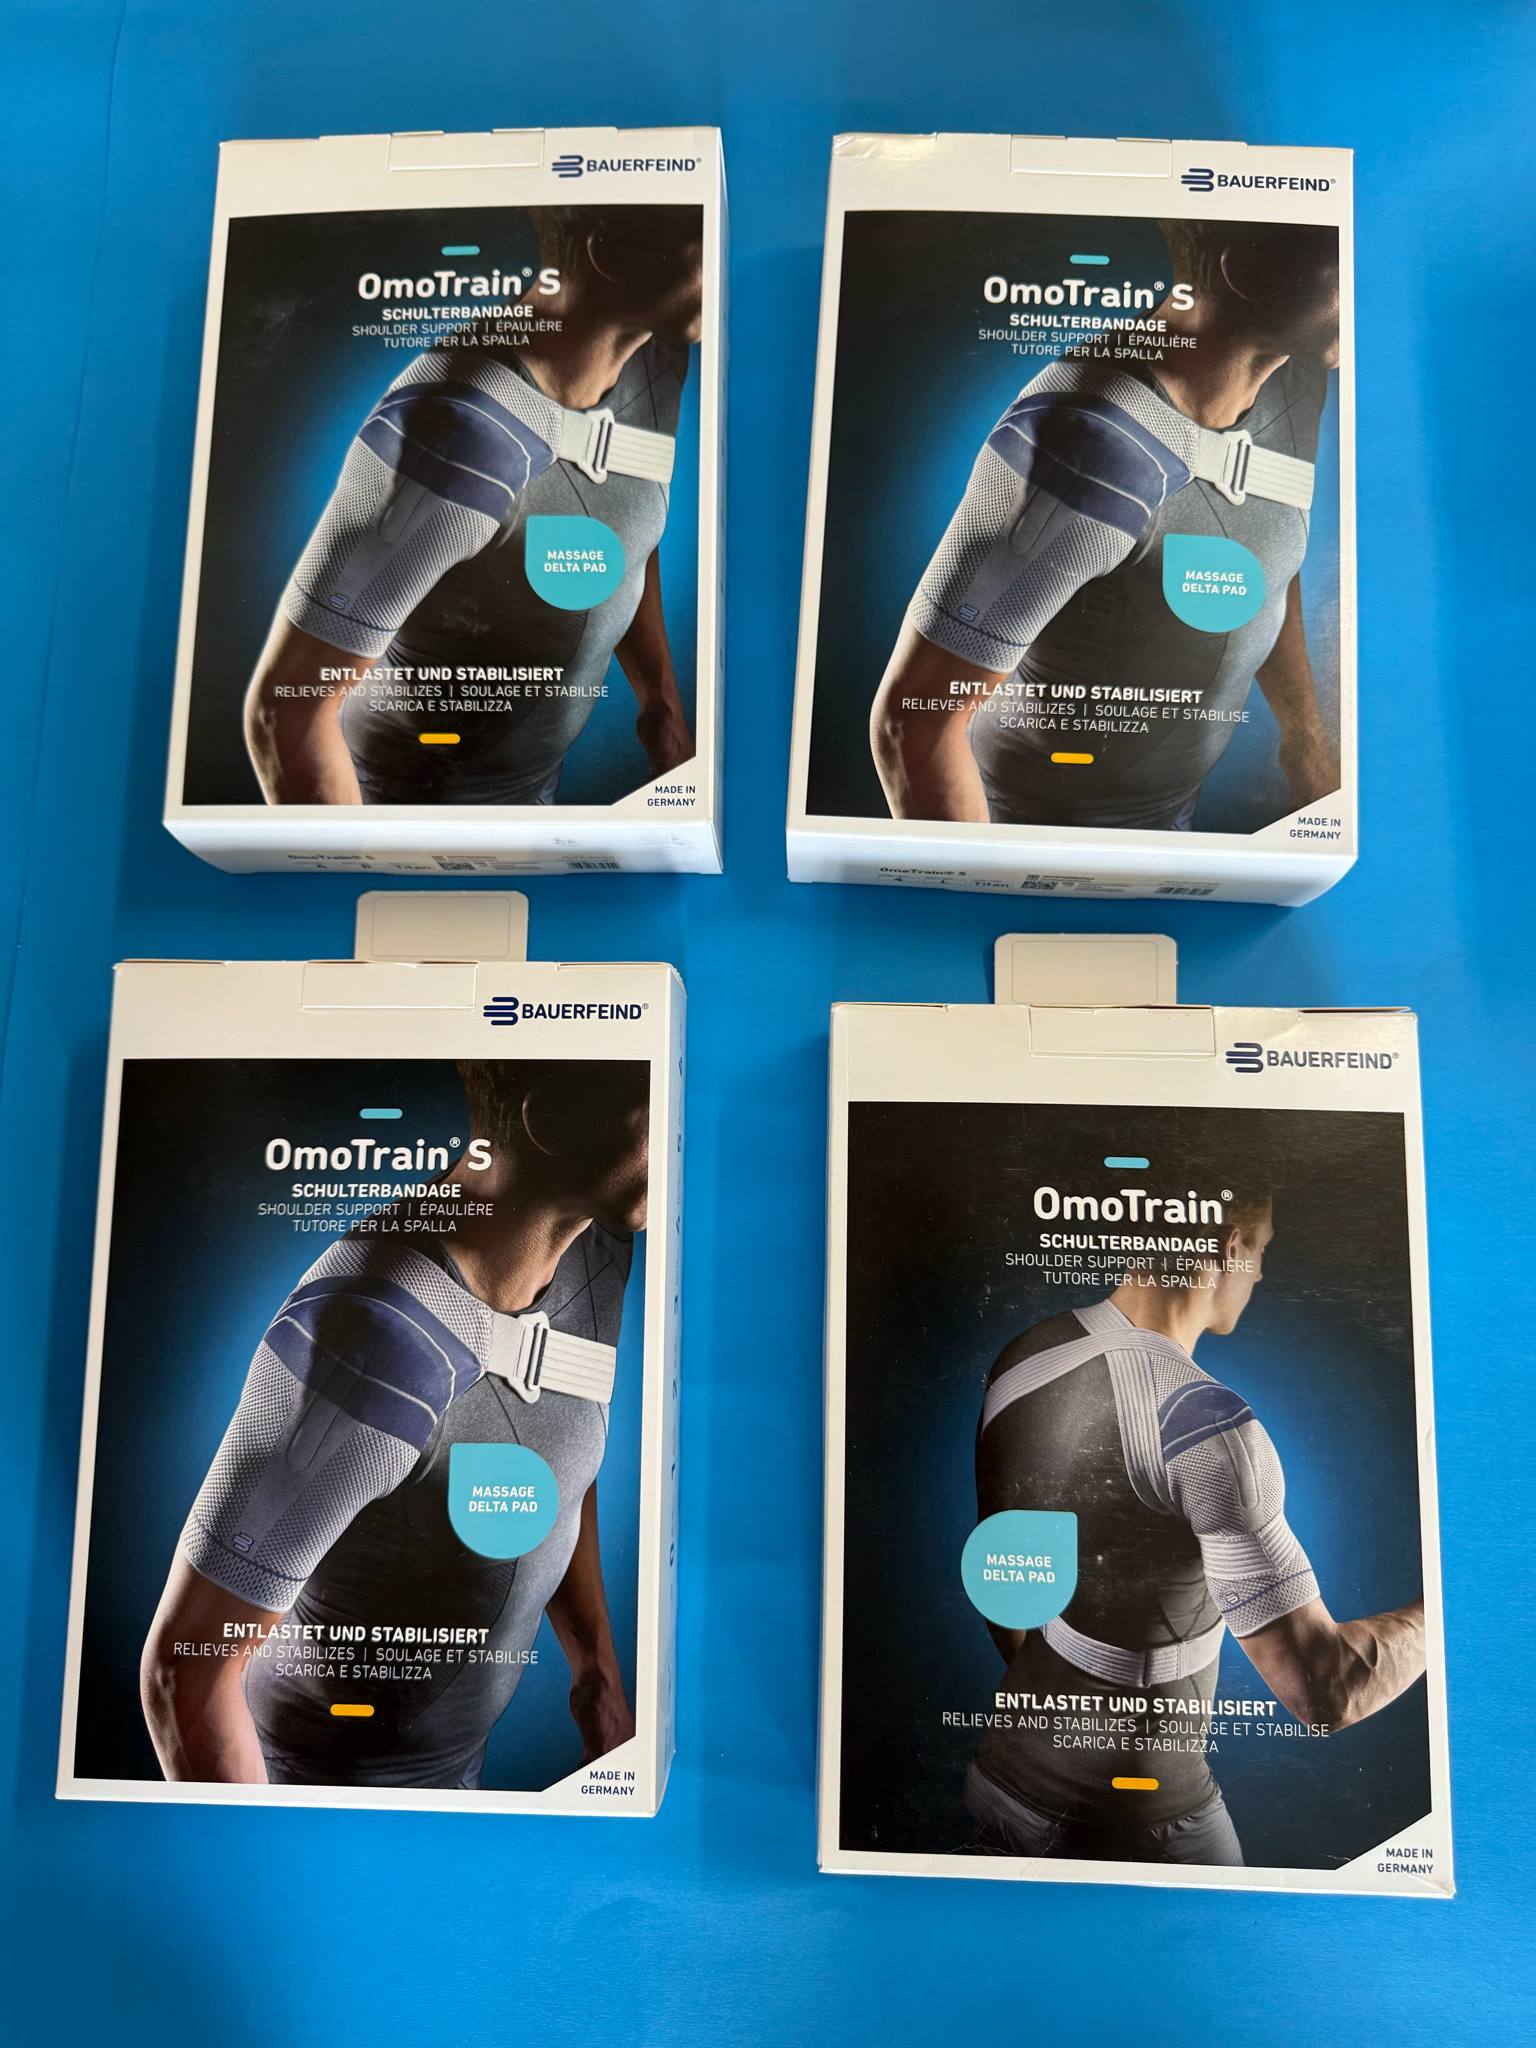 BAUERFEIND®
OmoTrain® S
SCHULTERBANDAGE
SHOULDER SUPPORT | ÉPAULIÈRE
TUTORE PER LA SPALLA
MASSAGE
DELTA PAD
ENTLASTET UND STABILISIERT
RELIEVES AND STABILIZES | SOULAGE ET STABILISE
SCARICA E STABILIZZA
MADE IN
GERMANY
OmoTrain® S
Titan
BAUERFEIND®
OmoTrain® S
SCHULTERBANDAGE
SHOULDER SUPPORT | ÉPAULIÈRE
TUTORE PER LA SPALLA
MASSAGE
DELTA PAD
ENTLASTET UND STABILISIERT
RELIEVES AND STABILIZES | SOULAGE ET STABILISE
SCARICA E STABILIZZA
MADE IN
GERMANY
OmoTrain® S
4 L Titan
BAUERFEIND®
OmoTrain® S
SCHULTERBANDAGE
SHOULDER SUPPORT | ÉPAULIÈRE
TUTORE PER LA SPALLA
MASSAGE
DELTA PAD
ENTLASTET UND STABILISIERT
RELIEVES AND STABILIZES | SOULAGE ET STABILISE
SCARICA E STABILIZZA
MADE IN
GERMANY
BAUERFEIND®
OmoTrain®
SCHULTERBANDAGE
SHOULDER SUPPORT | ÉPAULIÈRE
TUTORE PER LA SPALLA
MASSAGE
DELTA PAD
ENTLASTET UND STABILISIERT
RELIEVES AND STABILIZES | SOULAGE ET STABILISE
SCARICA E STABILIZZA
MADE IN
GERMANY